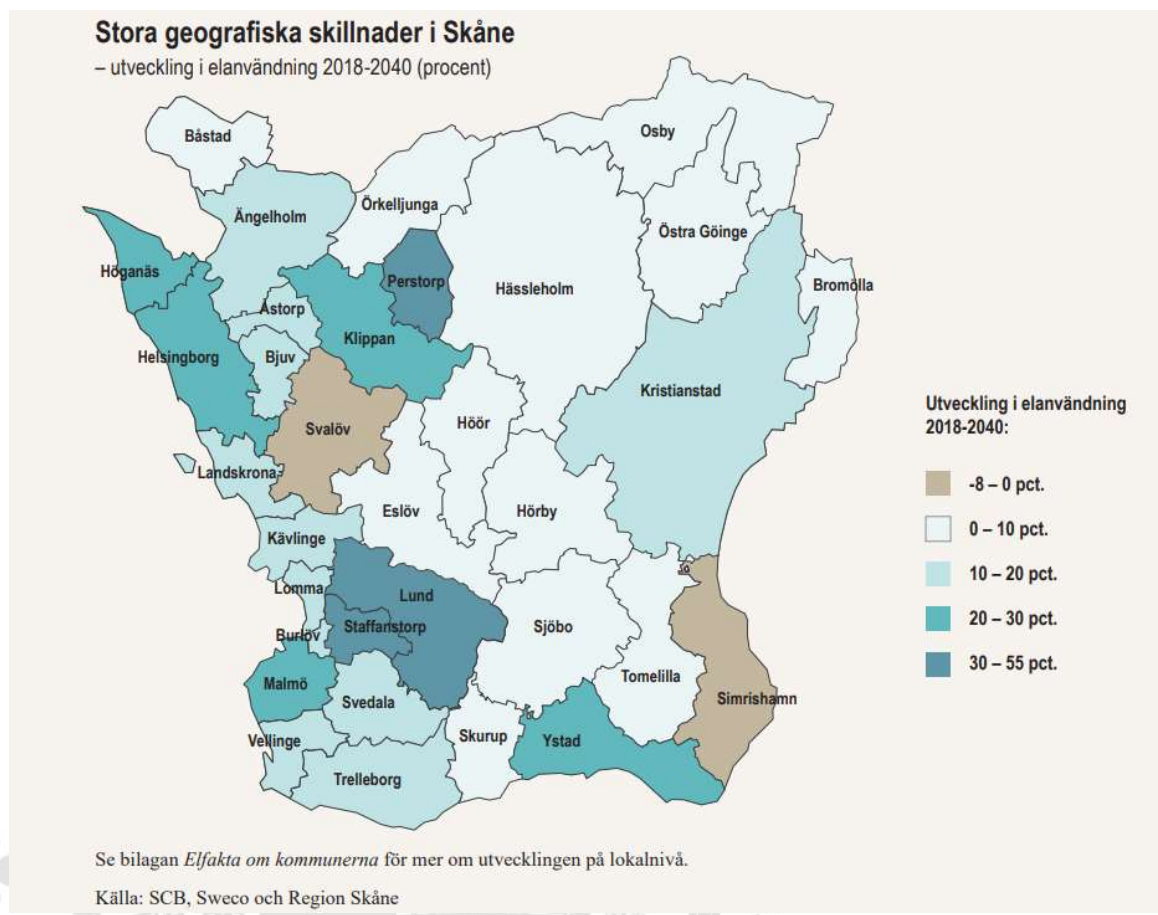 Stora geografiska skillnader i Skåne
– utveckling i elanvändning 2018-2040 (procent)
Båstad
Osby
Örkelljunga
Ängelholm
Östra Göinge
Höganäs
Perstorp
Hässleholm
Bromölla
Åstorp
Klippan
Helsingborg
Bjuv
Kristianstad
Svalöv
Höör
Landskrona
Eslöv
Hörby
Kävlinge
Lomma
Lund
Staffanstorp
Burlöv
Sjöbo
Malmö
Tomelilla
Svedala
Simrishamn
Vellinge
Skurup
Ystad
Trelleborg
Utveckling i elanvändning
2018-2040:
-8 – 0 pct.
0 – 10 pct.
10 – 20 pct.
20 – 30 pct.
30 – 55 pct.
Se bilagan Elfakta om kommunerna för mer om utvecklingen på lokalnivå.
Källa: SCB, Sweco och Region Skåne